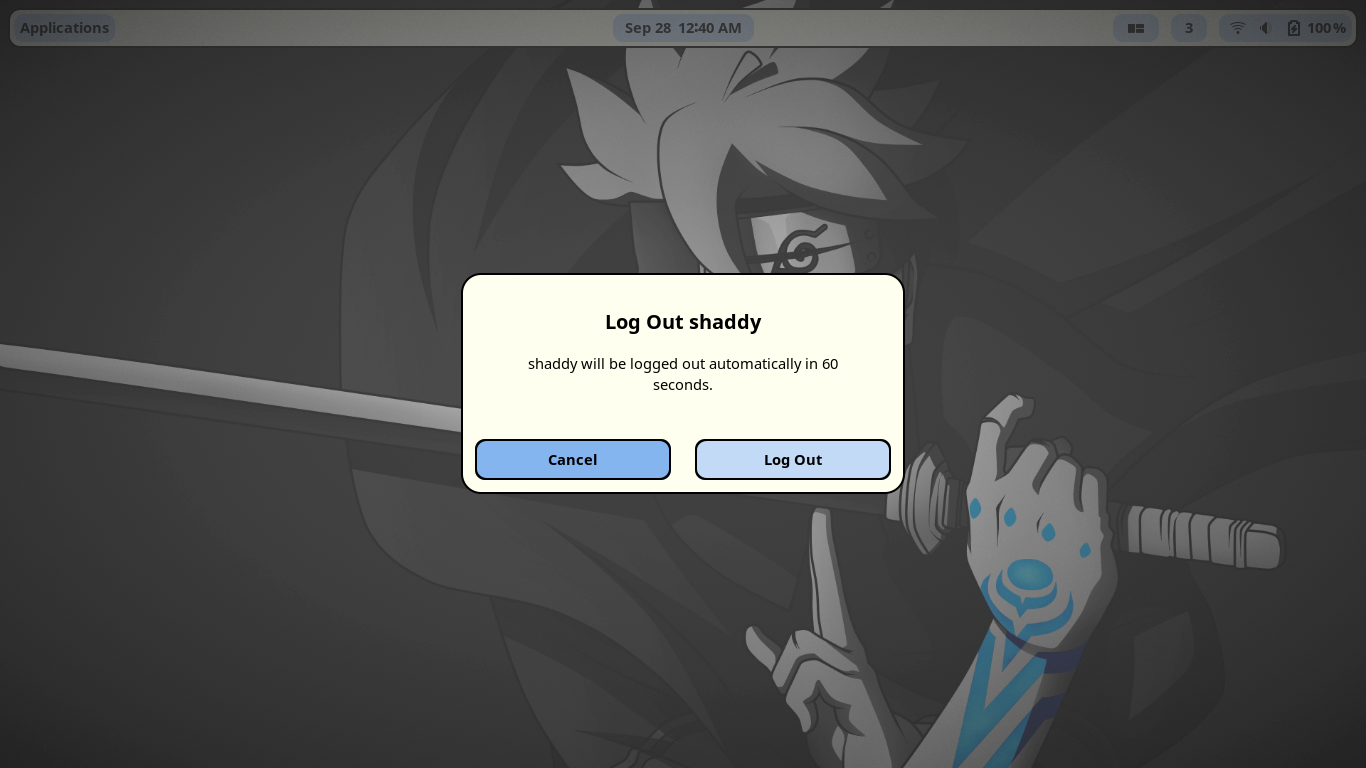 Applications
Sep 28 12:40 AM
3
100%
Log Out shaddy
shaddy will be logged out automatically in 60
seconds.
Cancel
Log Out